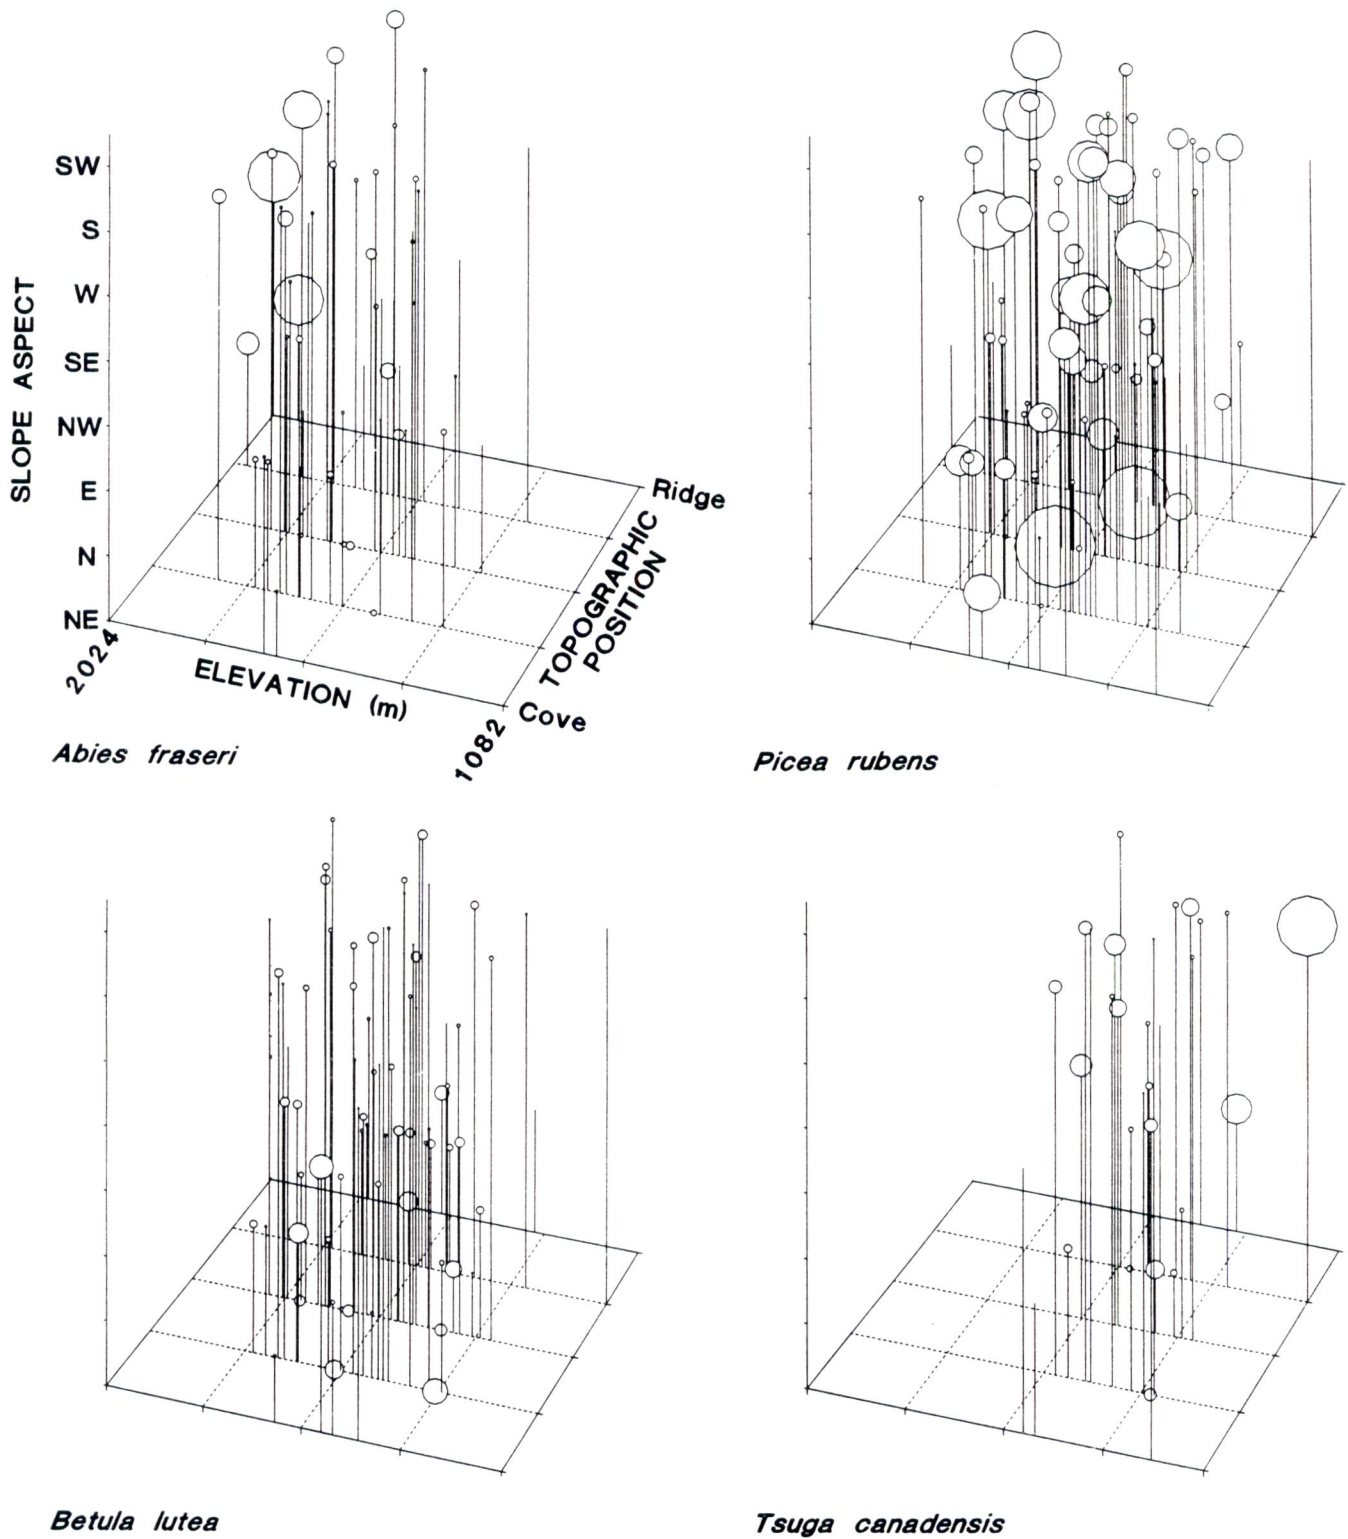 SW
S
W
SE
NW
E
N
NE
SLOPE ASPECT
2024
ELEVATION (m)
1082
Cove
TOPOGRAPHIC
POSITION
Ridge
Abies fraseri
Picea rubens
Betula lutea
Tsuga canadensis